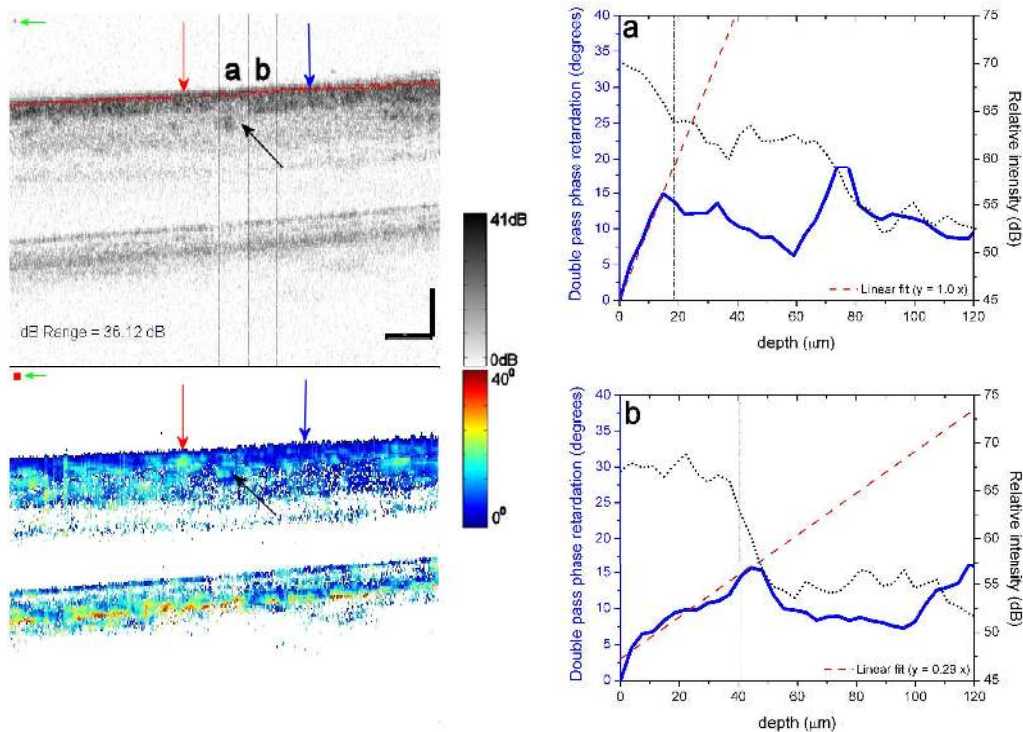 a b
41dB
dB Range = 36.12 dB
0dB
40⁰
0⁰
a
Double pass phase retardation (degrees)
40
35
30
25
20
15
10
5
0
75
70
65
60
55
50
45
Relative intensity (dB)
Linear fit (y = 1.0 x)
0 20 40 60 80 100 120
depth (μm)
b
Double pass phase retardation (degrees)
40
35
30
25
20
15
10
5
0
75
70
65
60
55
50
45
Relative intensity (dB)
Linear fit (y = 0.29 x)
0 20 40 60 80 100 120
depth (μm)